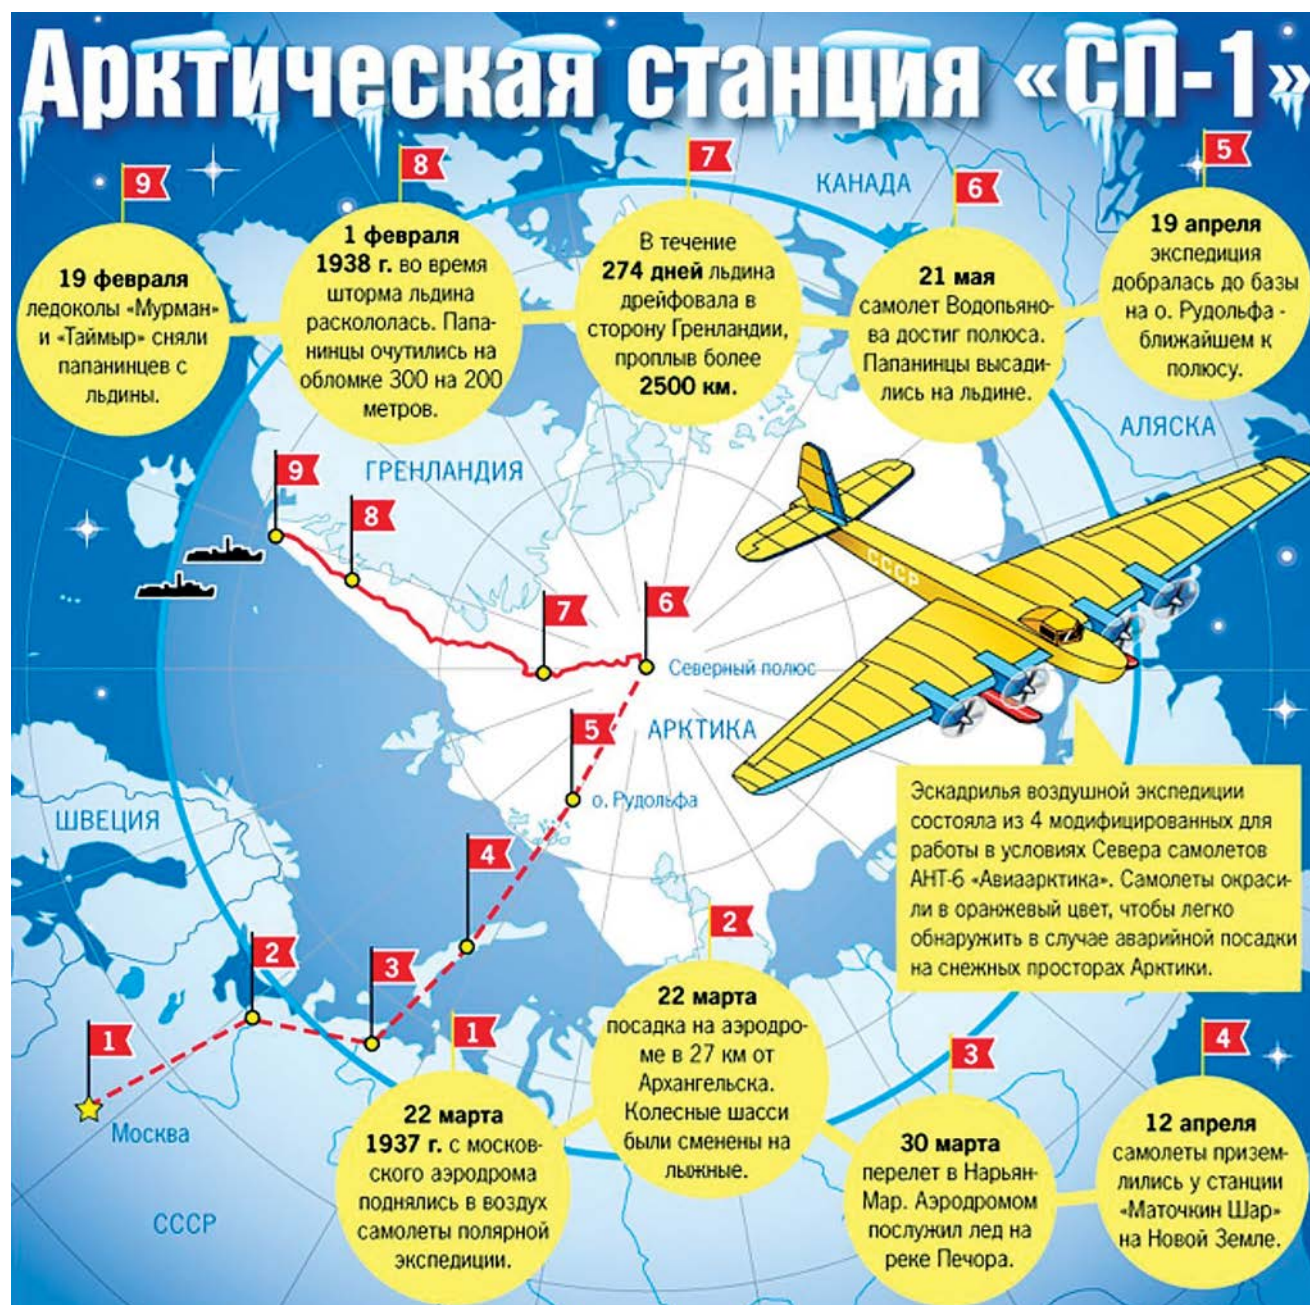 Арктическая станция «СП-1»
9
19 февраля
ледоколы «Мурман»
и «Таймыр» сняли
папанинцев с
льдины.
8
1 февраля
1938 г. во время
шторма льдина
раскололась. Папа-
нинцы очутились на
обломке 300 на 200
метров.
7
В течение
274 дней льдина
дрейфовала в
сторону Гренландии,
проплыв более
2500 км.
КАНАДА
6
21 мая
самолет Водопьяно-
ва достиг полюса.
Папанинцы высади-
лись на льдине.
5
19 апреля
экспедиция
добралась до базы
на о. Рудольфа -
ближайшем к
полюсу.
АЛЯСКА
ГРЕНЛАНДИЯ
9
8
7
6
Северный полюс
СССР
5
АРКТИКА
о. Рудольфа
ШВЕЦИЯ
4
3
2
1
Москва
СССР
Эскадрилья воздушной экспедиции
состояла из 4 модифицированных для
работы в условиях Севера самолетов
АНТ-6 «Авиаарктика». Самолеты окраси-
ли в оранжевый цвет, чтобы легко
обнаружить в случае аварийной посадки
на снежных просторах Арктики.
1
22 марта
1937 г. с москов-
ского аэродрома
поднялись в воздух
самолеты полярной
экспедиции.
2
22 марта
посадка на аэродро-
ме в 27 км от
Архангельска.
Колесные шасси
были сменены на
лыжные.
3
30 марта
перелет в Нарьян-
Мар. Аэродромом
послужил лед на
реке Печора.
4
12 апреля
самолеты призем-
лились у станции
«Маточкин Шар»
на Новой Земле.